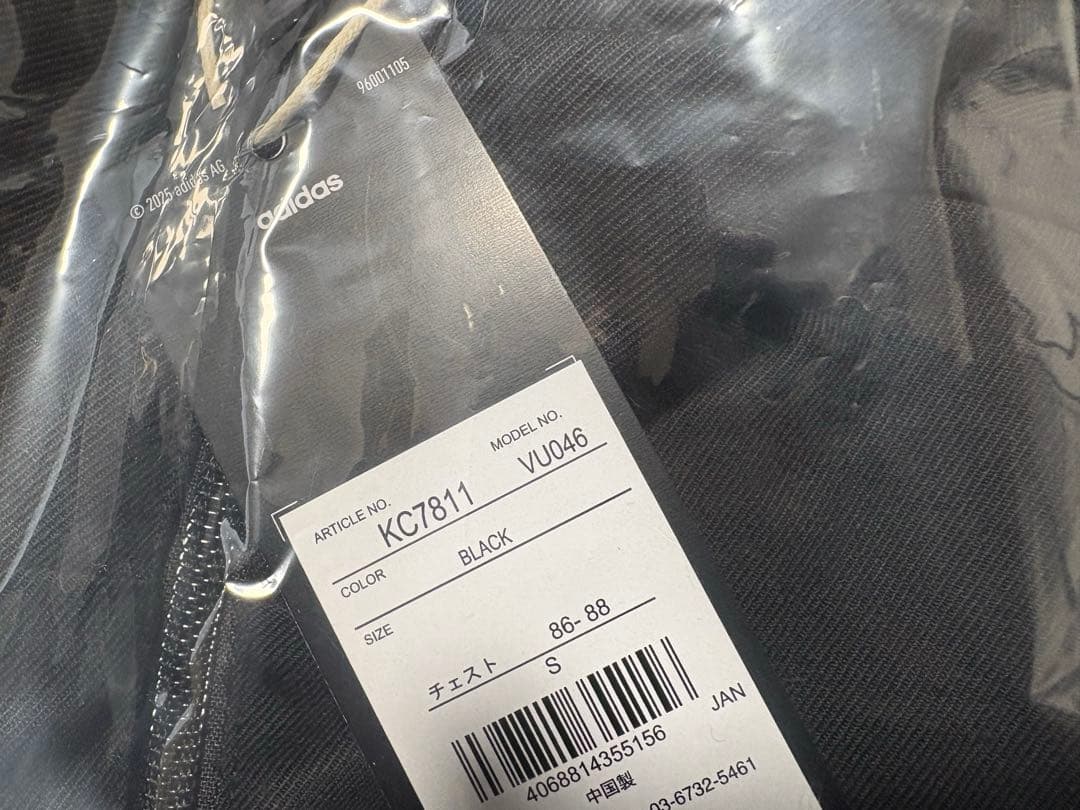 96001105
© 2025 adidas AG
adidas
MODEL NO.
VU046
ARTICLE NO.
KC7811
COLOR BLACK
SIZE
チェスト 86-88
S
JAN
4068814355156
中国製
03-6732-5461